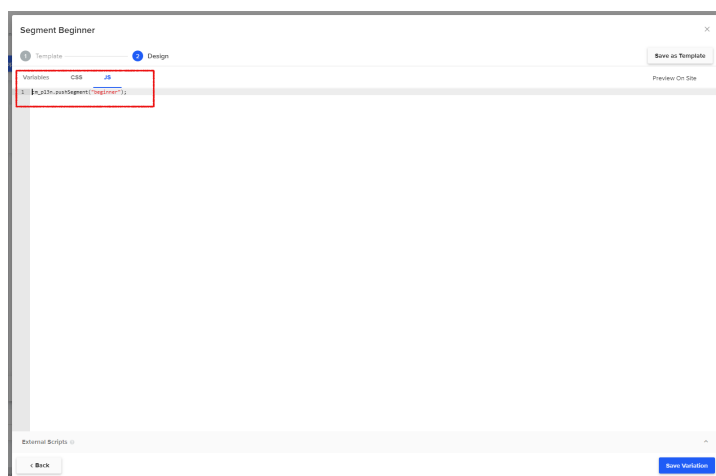 Segment Beginner
×
1 Template 2 Design Save as Template
Variables CSS JS Preview On Site
1 cm_p13n.pushSegment("beginner");
External Scripts
< Back Save Variation